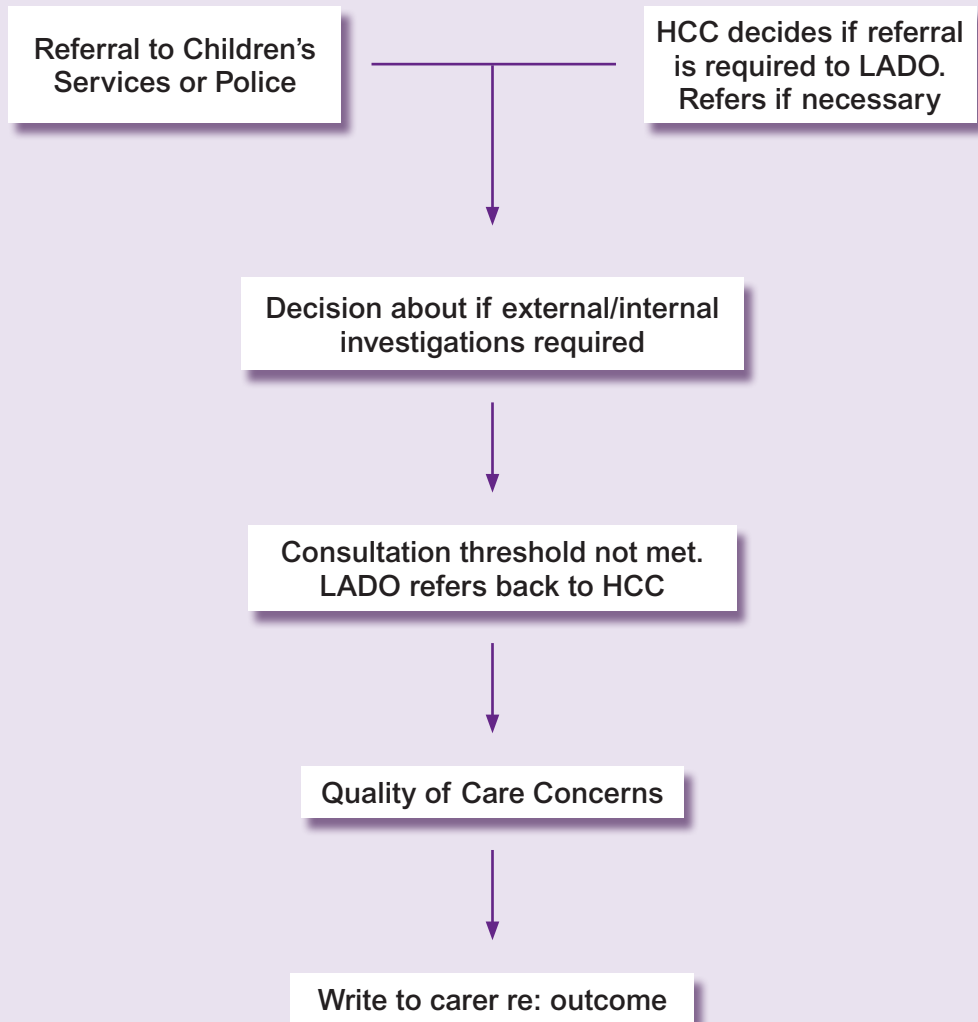 Referral to Children’s
Services or Police
HCC decides if referral
is required to LADO.
Refers if necessary
Decision about if external/internal
investigations required
Consultation threshold not met.
LADO refers back to HCC
Quality of Care Concerns
Write to carer re: outcome